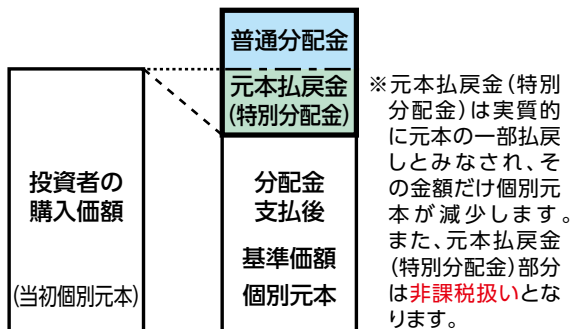 普通分配金
元本払戻金
(特別分配金)
投資者の
購入価額
(当初個別元本)
分配金
支払後
基準価額
個別元本
※元本払戻金(特別
分配金)は実質的
に元本の一部払戻
しとみなされ、そ
の金額だけ個別元
本が減少します。
また、元本払戻金
(特別分配金)部分
は非課税扱いとな
ります。